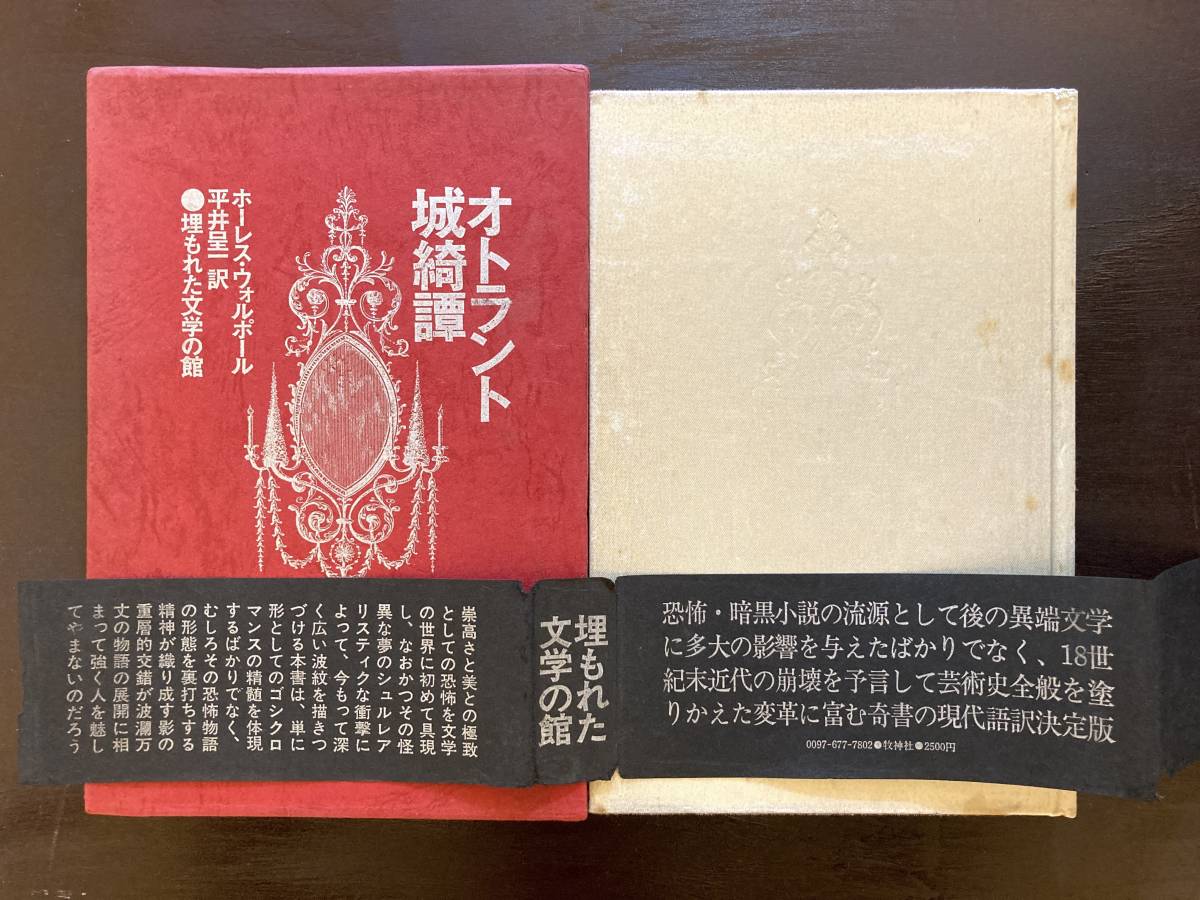 オトラント
城綺譚
ホーレス・ウォルポール
平井呈一 訳
●埋もれた文学の館
崇高さと美との極致
としての恐怖を文学
の世界に初めて具現
し、なおかつその怪
異な夢のシュルレア
リスティクな衝撃に
よって、今もって深
く広い波紋を描きつ
づける本書は、単に
形としてのゴシクロ
マンスの精髄を体現
するばかりでなく、
むしろその恐怖物語
の形態を裏打ちする
精神が織り成す影の
重層的交錯が波瀾万
丈の物語の展開に相
まって強く人を魅し
てやまないのだろう
埋もれた
文学の館
恐怖・暗黒小説の流源として後の異端文学
に多大の影響を与えたばかりでなく、18世
紀末近代の崩壊を予言して芸術史全般を塗
りかえた変革に富む奇書の現代語訳決定版
0097-677-7802●牧神社●2500円